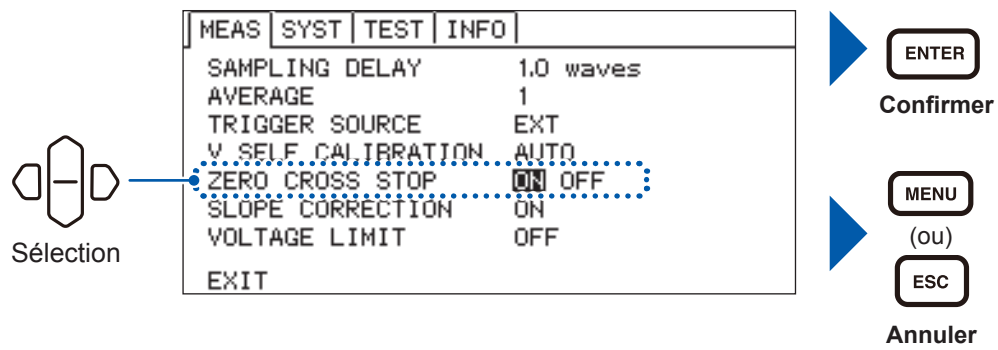 MEAS SYST TEST INFO
SAMPLING DELAY 1.0 waves
AVERAGE 1
TRIGGER SOURCE EXT
V SELF CALIBRATION AUTO
ZERO CROSS STOP ON OFF
SLOPE CORRECTION ON
VOLTAGE LIMIT OFF
EXIT
Sélection
ENTER
Confirmer
MENU
(ou)
ESC
Annuler